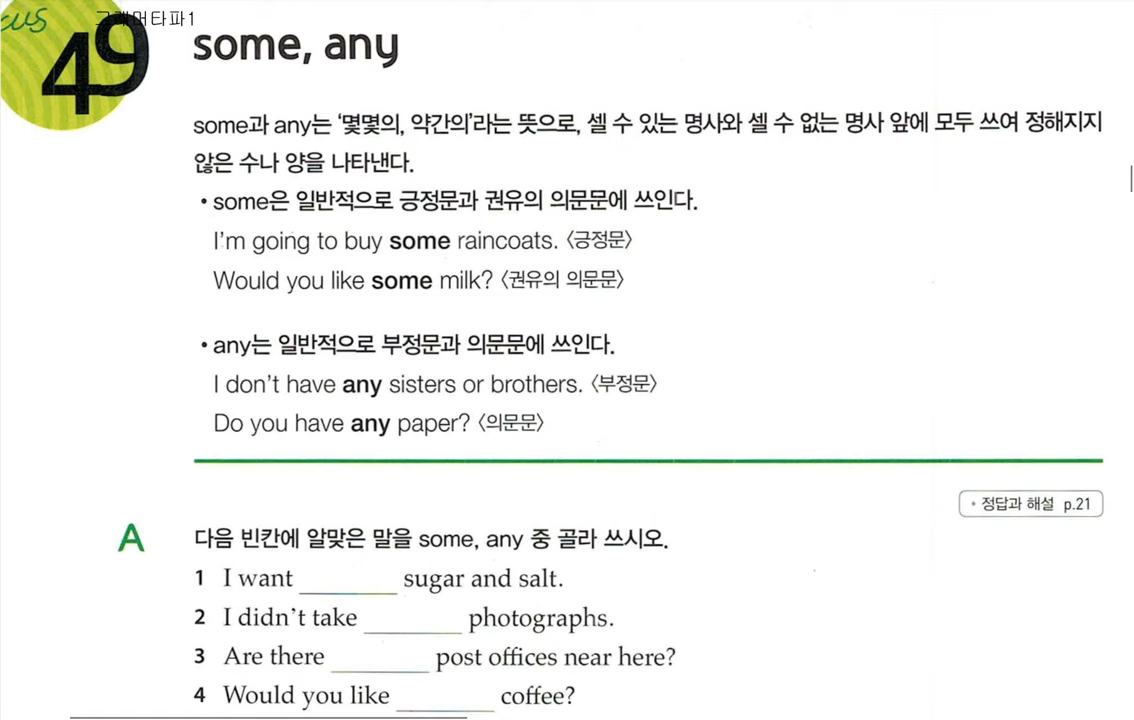 cus
그래머타파1
49
some, any
some과 any는 ‘몇몇의, 약간의’라는 뜻으로, 셀 수 있는 명사와 셀 수 없는 명사 앞에 모두 쓰여 정해지지
않은 수나 양을 나타낸다.
• some은 일반적으로 긍정문과 권유의 의문문에 쓰인다.
I’m going to buy some raincoats. 〈긍정문〉
Would you like some milk? 〈권유의 의문문〉
• any는 일반적으로 부정문과 의문문에 쓰인다.
I don’t have any sisters or brothers. 〈부정문〉
Do you have any paper? 〈의문문〉
• 정답과 해설 p.21
A 다음 빈칸에 알맞은 말을 some, any 중 골라 쓰시오.
1 I want ________ sugar and salt.
2 I didn’t take ________ photographs.
3 Are there ________ post offices near here?
4 Would you like ________ coffee?